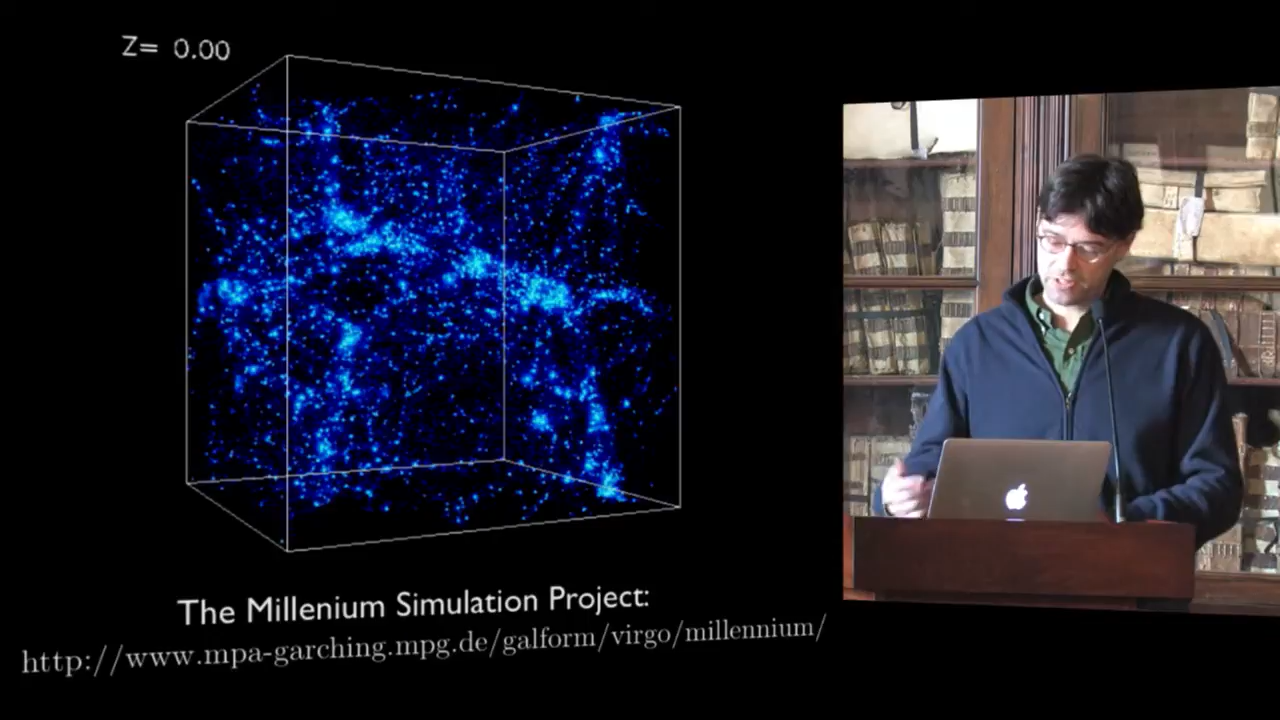 Z= 0.00
The Millenium Simulation Project:
http://www.mpa-garching.mpg.de/galform/virgo/millennium/